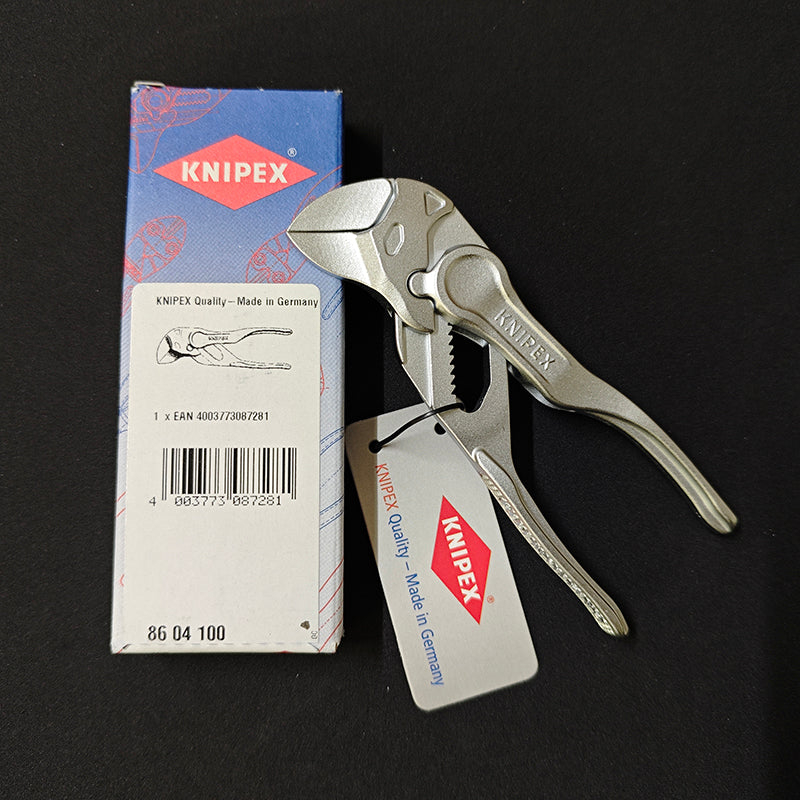 KNIPEX®
KNIPEX Quality – Made in Germany
KNIPEX
1 x EAN 4003773087281
4 003773 087281
86 04 100
KNIPEX
KNIPEX Quality – Made in Germany
KNIPEX®